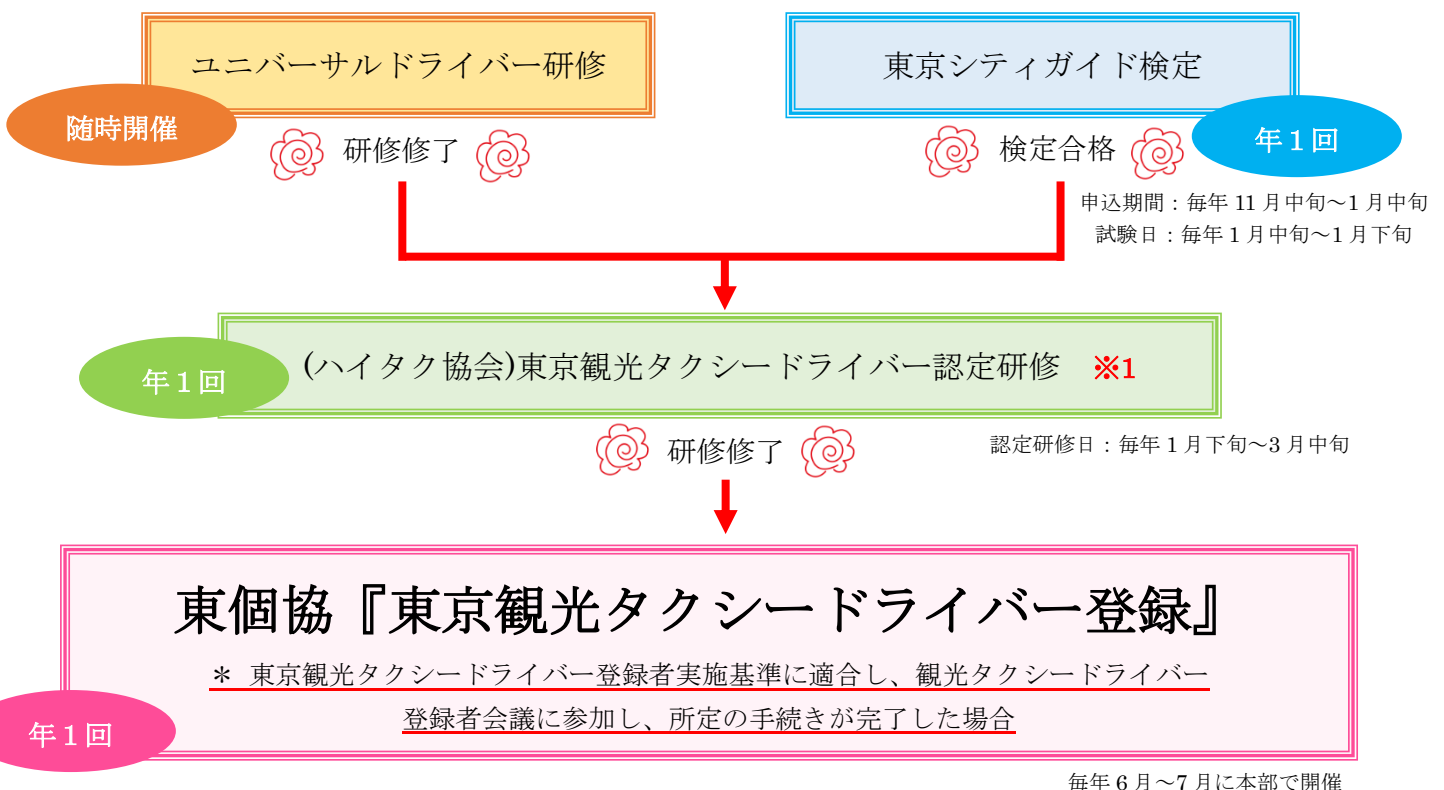 ユニバーサルドライバー研修
東京シティガイド検定
随時開催
年１回
研修修了
検定合格
申込期間：毎年 11 月中旬～1 月中旬
試験日：毎年 1 月中旬～1 月下旬
(ハイタク協会)東京観光タクシードライバー認定研修　※1
年１回
研修修了
認定研修日：毎年 1 月下旬～3 月中旬
東個協『東京観光タクシードライバー登録』
＊ 東京観光タクシードライバー登録者実施基準に適合し、観光タクシードライバー
登録者会議に参加し、所定の手続きが完了した場合
年１回
毎年 6 月～7 月に本部で開催